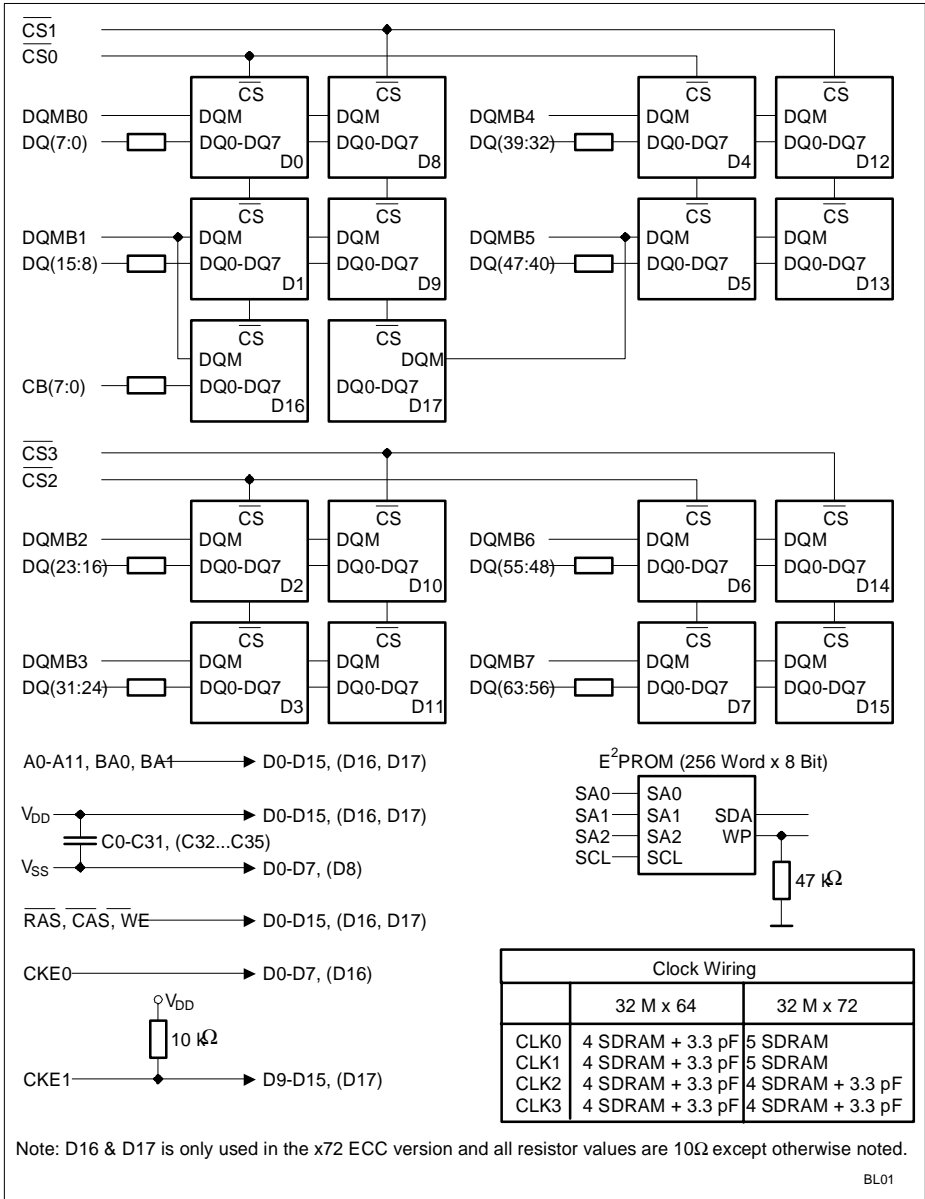 CS1
CS0
CS CS CS CS
DQMB0 DQM DQM DQMB4 DQM DQM
DQ(7:0) DQ0-DQ7 DQ0-DQ7 DQ(39:32) DQ0-DQ7 DQ0-DQ7
D0 D8 D4 D12
CS CS CS CS
DQMB1 DQM DQM DQMB5 DQM DQM
DQ(15:8) DQ0-DQ7 DQ0-DQ7 DQ(47:40) DQ0-DQ7 DQ0-DQ7
D1 D9 D5 D13
CS CS
DQM DQM
CB(7:0) DQ0-DQ7 DQ0-DQ7
D16 D17
CS3
CS2
CS CS CS CS
DQMB2 DQM DQM DQMB6 DQM DQM
DQ(23:16) DQ0-DQ7 DQ0-DQ7 DQ(55:48) DQ0-DQ7 DQ0-DQ7
D2 D10 D6 D14
CS CS CS CS
DQMB3 DQM DQM DQMB7 DQM DQM
DQ(31:24) DQ0-DQ7 DQ0-DQ7 DQ(63:56) DQ0-DQ7 DQ0-DQ7
D3 D11 D7 D15
A0-A11, BA0, BA1 D0-D15, (D16, D17)
VDD D0-D15, (D16, D17)
C0-C31, (C32...C35)
VSS D0-D7, (D8)
RAS, CAS, WE D0-D15, (D16, D17)
CKE0 D0-D7, (D16)
VDD
10 kΩ
CKE1 D9-D15, (D17)
E2PROM (256 Word x 8 Bit)
SA0 SA0
SA1 SA1 SDA
SA2 SA2 WP
SCL SCL
47 kΩ
Clock Wiring
32 M x 64 32 M x 72
CLK0 4 SDRAM + 3.3 pF 5 SDRAM
CLK1 4 SDRAM + 3.3 pF 5 SDRAM
CLK2 4 SDRAM + 3.3 pF 4 SDRAM + 3.3 pF
CLK3 4 SDRAM + 3.3 pF 4 SDRAM + 3.3 pF
Note: D16 & D17 is only used in the x72 ECC version and all resistor values are 10Ω except otherwise noted.
BL01